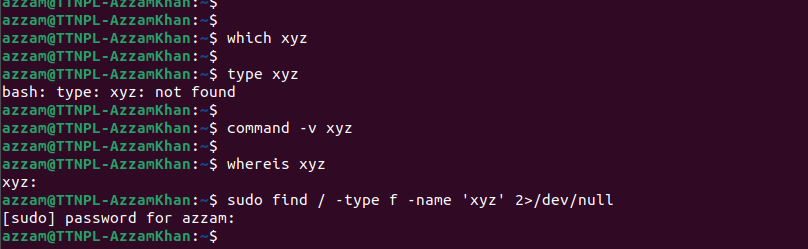 azzam@TTNPL-AzzamKhan:~$
azzam@TTNPL-AzzamKhan:~$
azzam@TTNPL-AzzamKhan:~$ which xyz
azzam@TTNPL-AzzamKhan:~$
azzam@TTNPL-AzzamKhan:~$ type xyz
bash: type: xyz: not found
azzam@TTNPL-AzzamKhan:~$
azzam@TTNPL-AzzamKhan:~$ command -v xyz
azzam@TTNPL-AzzamKhan:~$
azzam@TTNPL-AzzamKhan:~$ whereis xyz
xyz:
azzam@TTNPL-AzzamKhan:~$ sudo find / -type f -name 'xyz' 2>/dev/null
[sudo] password for azzam:
azzam@TTNPL-AzzamKhan:~$